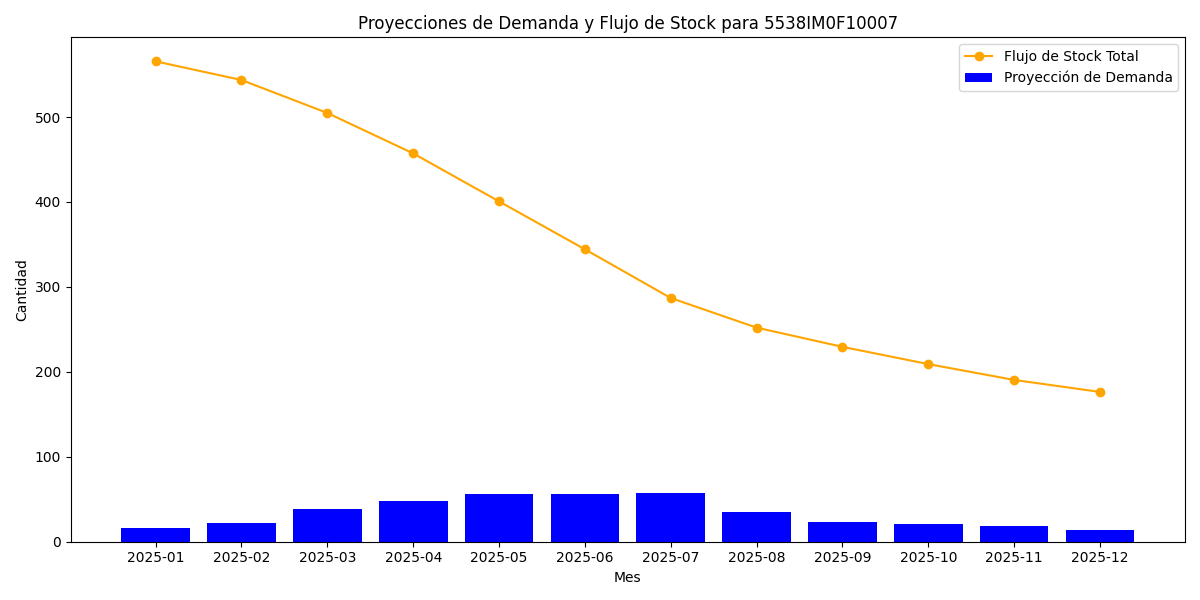 Proyecciones de Demanda y Flujo de Stock para 5538IM0F10007
Flujo de Stock Total
Proyección de Demanda
Cantidad
500
400
300
200
100
0
2025-01 2025-02 2025-03 2025-04 2025-05 2025-06 2025-07 2025-08 2025-09 2025-10 2025-11 2025-12
Mes